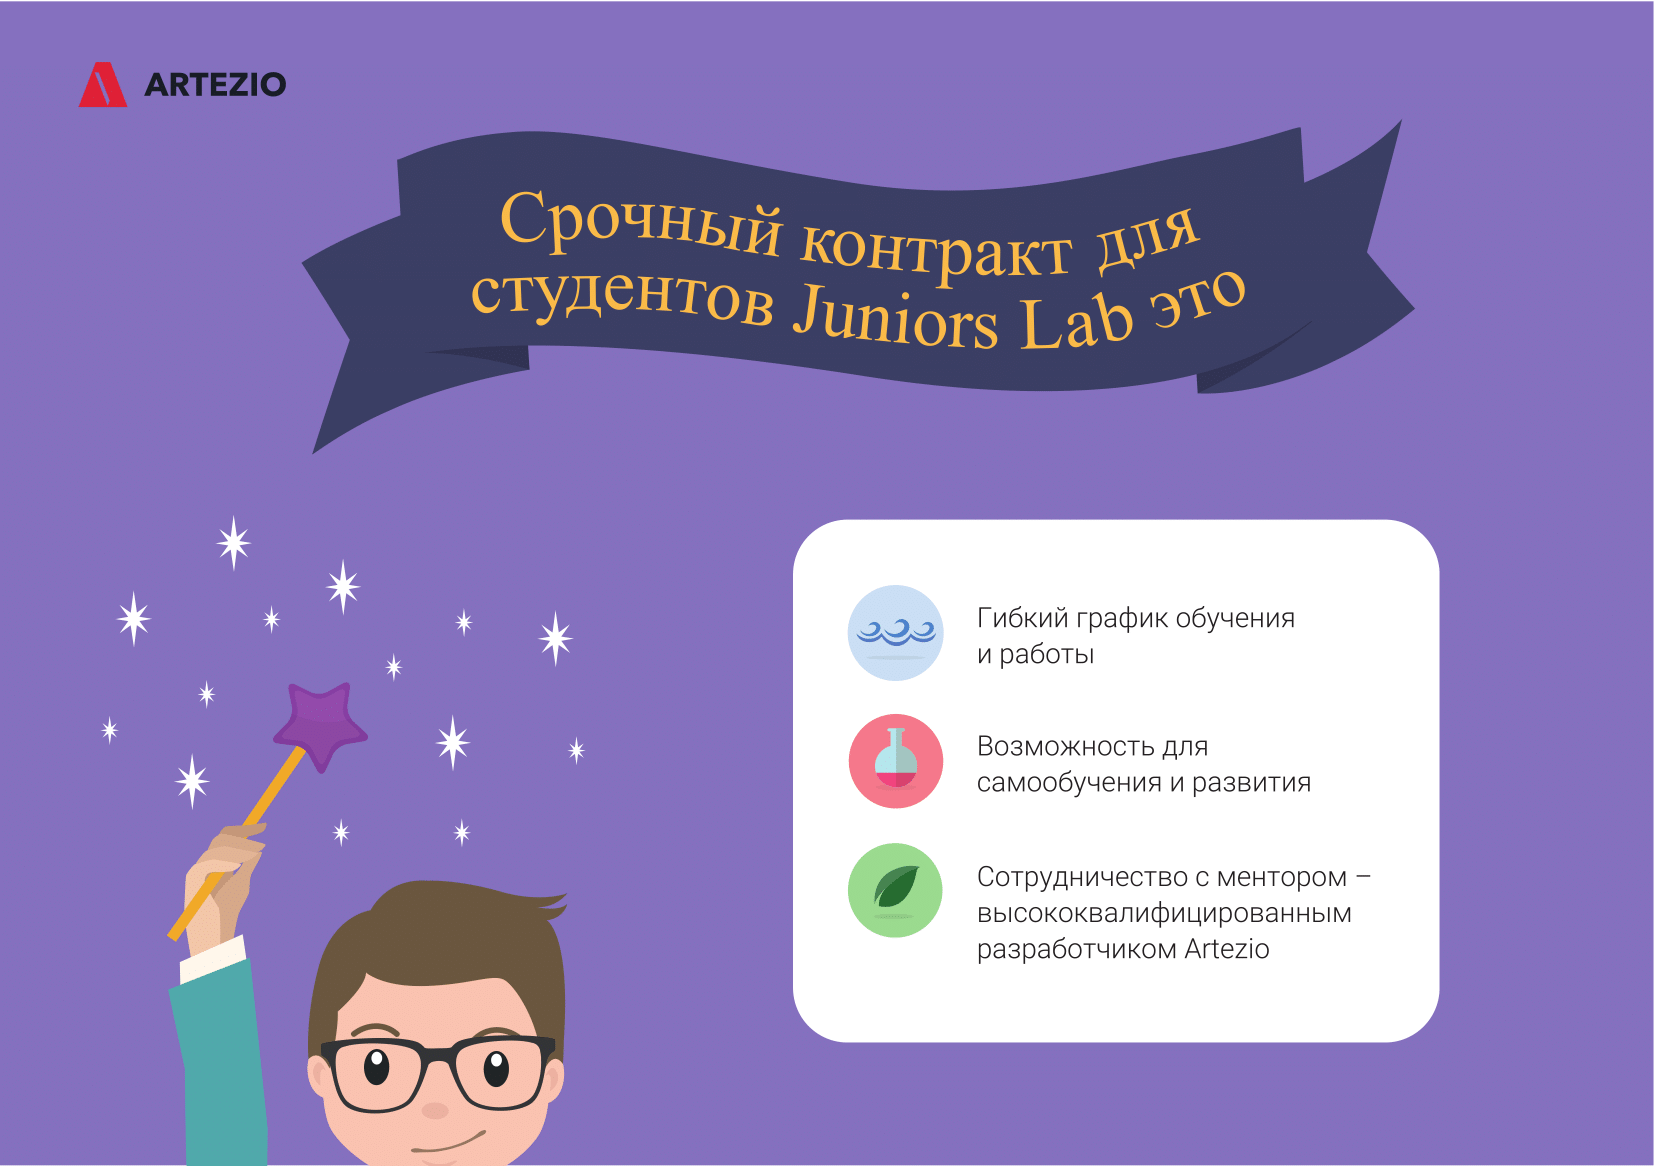 ARTEZIO
Срочный контракт для
студентов Juniors Lab это
Гибкий график обучения
и работы
Возможность для
самообучения и развития
Сотрудничество с ментором –
высококвалифицированным
разработчиком Artezio